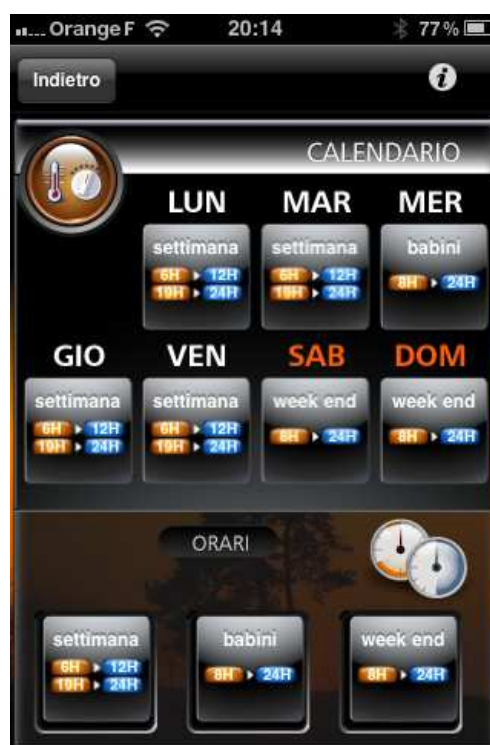 ...Orange F 20:14 77%
Indietro
CALENDARIO
LUN MAR MER
settimana settimana babini
6H 12H 6H 12H 8H 24H
19H 24H 19H 24H
GIO VEN SAB DOM
settimana settimana week end week end
6H 12H 6H 12H 8H 24H 8H 24H
19H 24H 19H 24H
ORARI
settimana babini week end
6H 12H 8H 24H 8H 24H
19H 24H